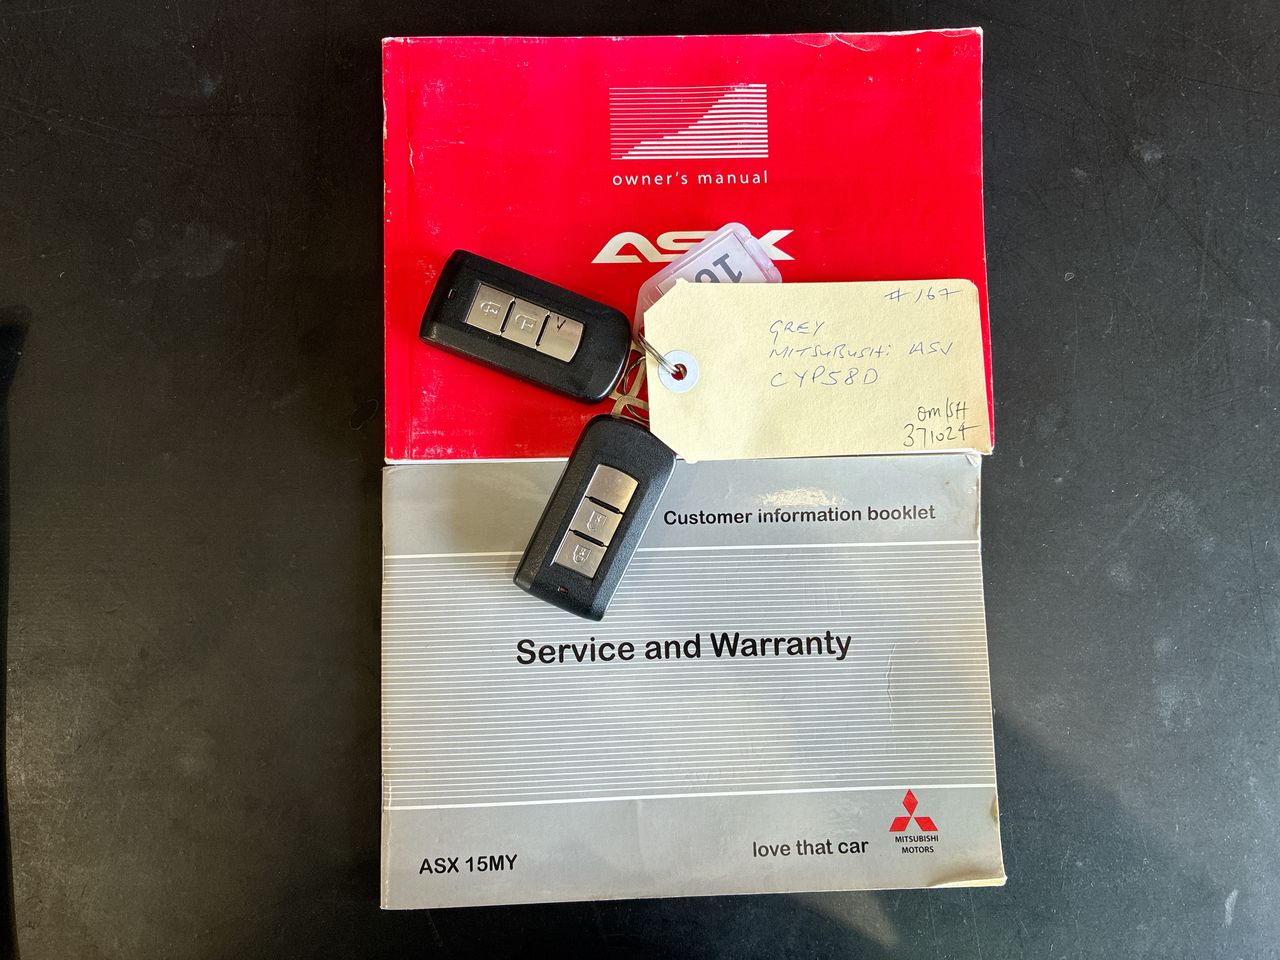 owner's manual
ASX
10
# 167
GREY
MITSUBUSHi ASV
CYP58D
om/SH
371024
Customer information booklet
Service and Warranty
ASX 15MY
love that car
MITSUBISHI
MOTORS